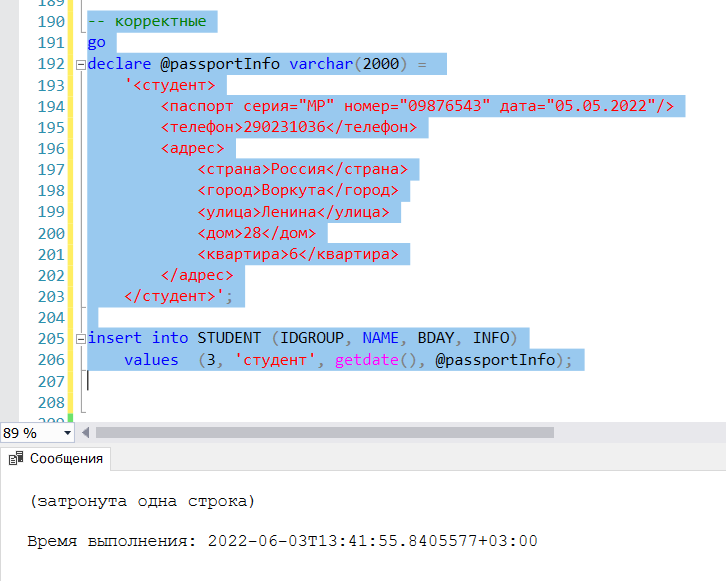 189
190 -- корректные
191 go
192 declare @passportInfo varchar(2000) =
193 '<студент>
194 <паспорт серия="МР" номер="09876543" дата="05.05.2022"/>
195 <телефон>290231036</телефон>
196 <адрес>
197 <страна>Россия</страна>
198 <город>Воркута</город>
199 <улица>Ленина</улица>
200 <дом>28</дом>
201 <квартира>6</квартира>
202 </адрес>
203 </студент>';
204
205 insert into STUDENT (IDGROUP, NAME, BDAY, INFO)
206 values (3, 'студент', getdate(), @passportInfo);
207
208
209
89 %
Сообщения
(затронута одна строка)
Время выполнения: 2022-06-03T13:41:55.8405577+03:00